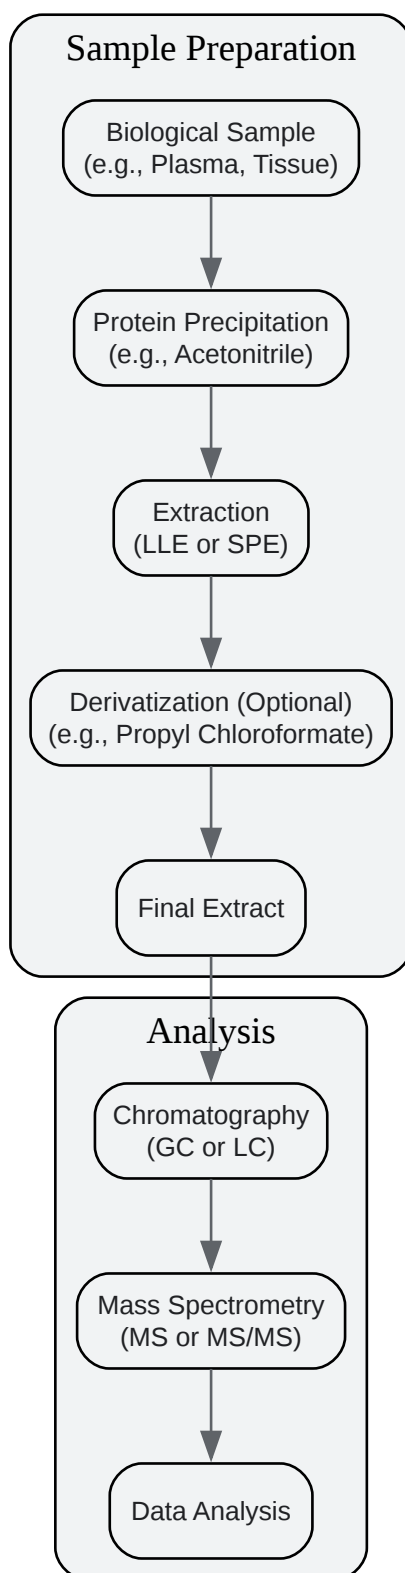 Sample Preparation
Biological Sample
(e.g., Plasma, Tissue)
Protein Precipitation
(e.g., Acetonitrile)
Extraction
(LLE or SPE)
Derivatization (Optional)
(e.g., Propyl Chloroformate)
Final Extract
Analysis
Chromatography
(GC or LC)
Mass Spectrometry
(MS or MS/MS)
Data Analysis